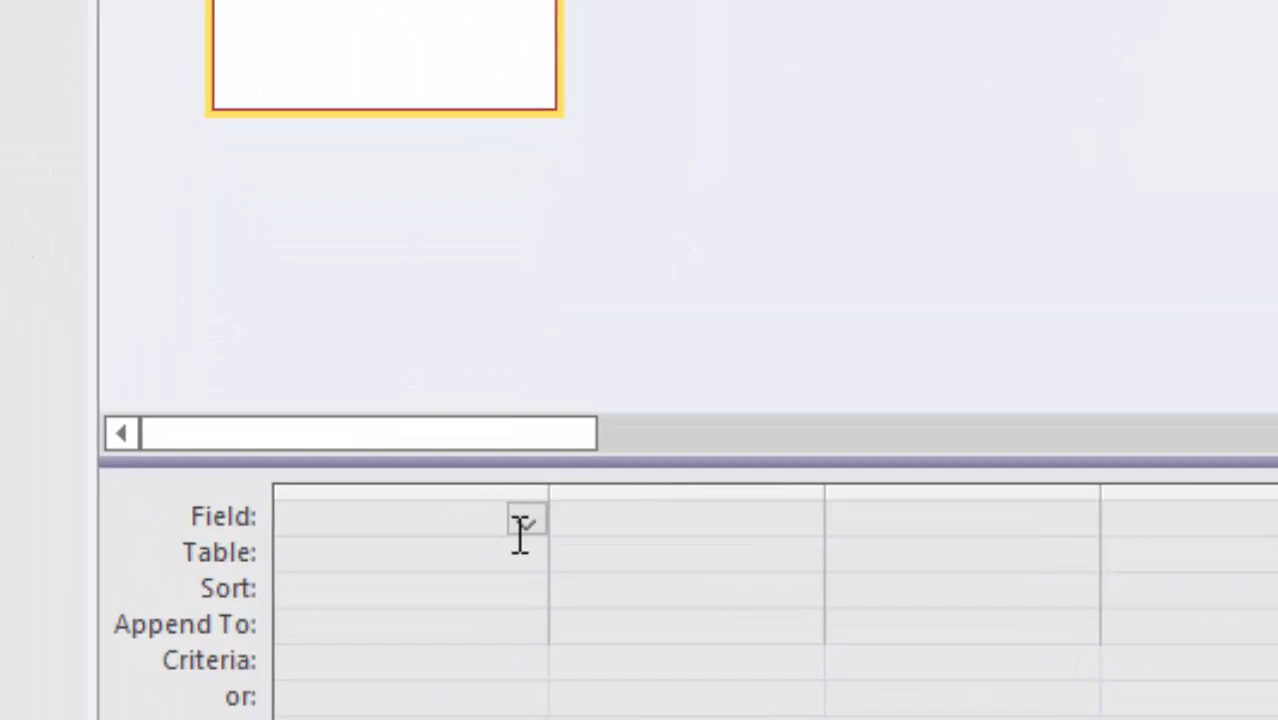 Field:
Table:
Sort:
Append To:
Criteria:
or: